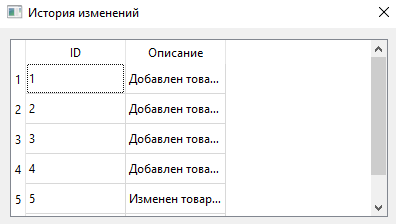 История изменений
ID Описание
1 1 Добавлен това...
2 2 Добавлен това...
3 3 Добавлен това...
4 4 Добавлен това...
5 5 Изменен товар...